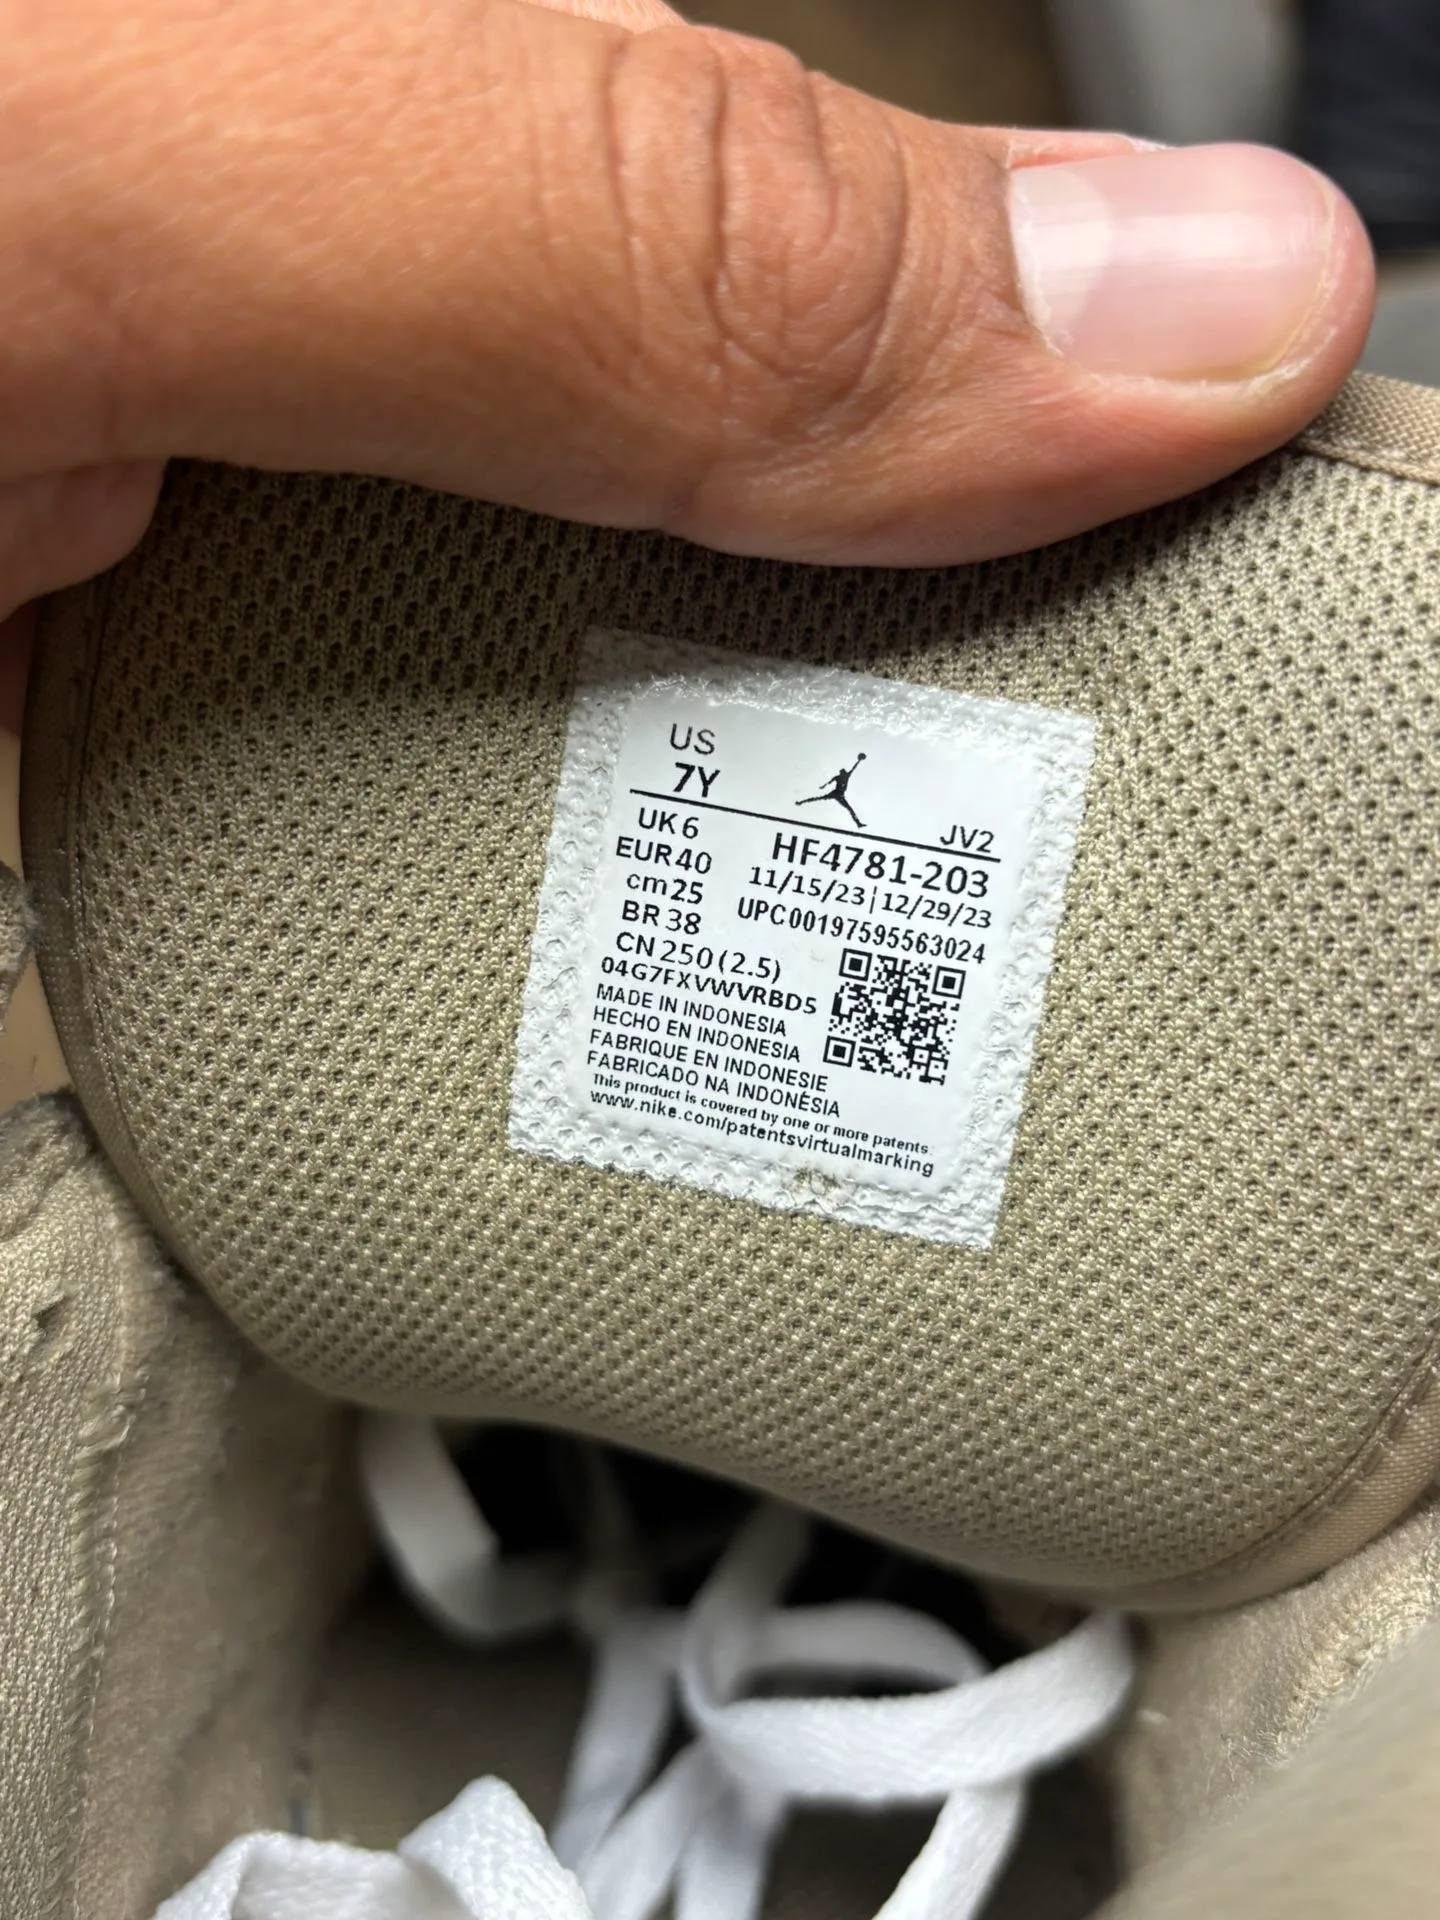 US
7Y
JV2
UK 6
HF4781-203
EUR 40
11/15/23|12/29/23
cm 25
UPC00197595563024
BR 38
CN 250 (2.5)
04G7FXVWVRBD5
MADE IN INDONESIA
HECHO EN INDONESIA
FABRIQUE EN INDONESIE
FABRICADO NA INDONÉSIA
This product is covered by one or more patents.
www.nike.com/patentsvirtualmarking